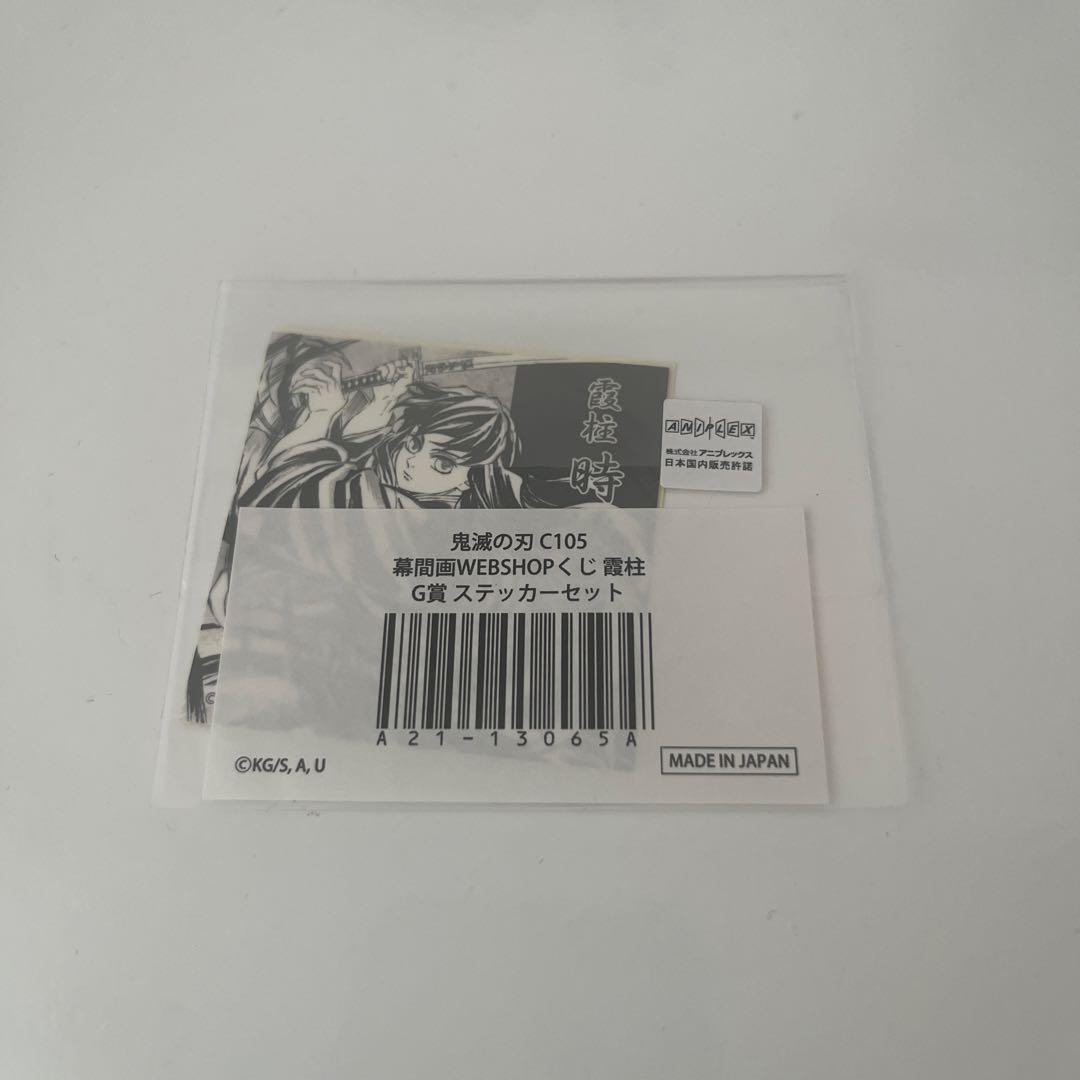 霞柱
時
ANIPLEX
株式会社 アニプレックス
日本国内販売許諾
鬼滅の刃 C105
幕間画WEBSHOPくじ 霞柱
G賞 ステッカーセット
A21-13065A
©KG/S, A, U
MADE IN JAPAN
©